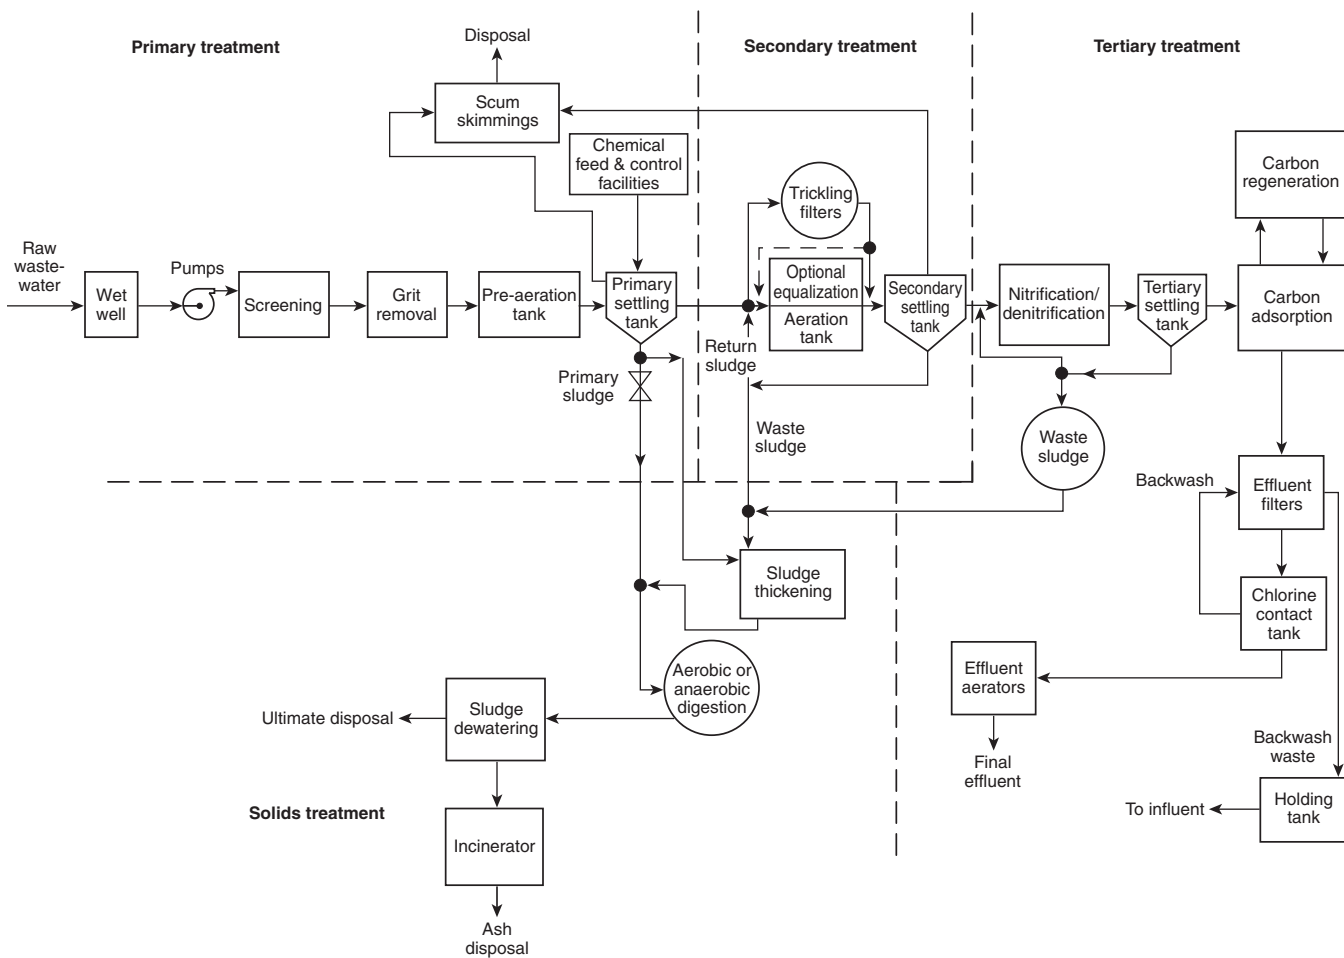 Primary treatment
Disposal
Secondary treatment
Tertiary treatment
Scum
skimmings
Chemical
feed & control
facilities
Trickling
filters
Carbon
regeneration
Raw
waste-
water
Wet
well
Pumps
Screening
Grit
removal
Pre-aeration
tank
Primary
settling
tank
Optional
equalization
Aeration
tank
Secondary
settling
tank
Nitrification/
denitrification
Tertiary
settling
tank
Carbon
adsorption
Return
sludge
Primary
sludge
Waste
sludge
Waste
sludge
Backwash
Effluent
filters
Sludge
thickening
Chlorine
contact
tank
Aerobic or
anaerobic
digestion
Effluent
aerators
Ultimate disposal
Sludge
dewatering
Final
effluent
Backwash
waste
Solids treatment
Incinerator
To influent
Holding
tank
Ash
disposal